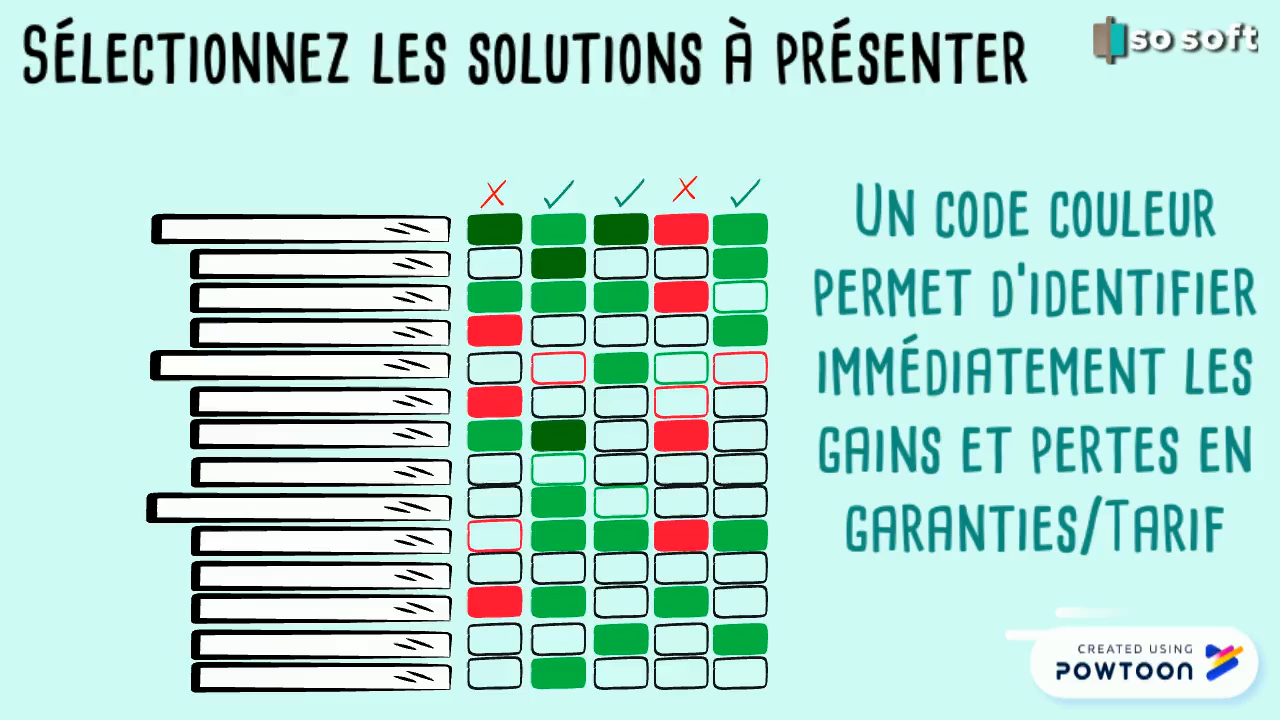 Sélectionnez les solutions à présenter
so soft
Un code couleur
permet d'identifier
immédiatement les
gains et pertes en
garanties/Tarif
CREATED USING
POWTOON